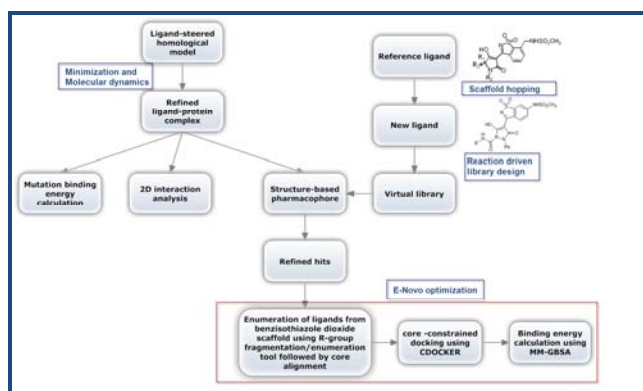 Ligand-steered
homological
model
Minimization and
Molecular dynamics
Refined
ligand-protein
complex
Mutation binding
energy
calculation
2D interaction
analysis
Structure-based
pharmacophore
Reference ligand
Scaffold hopping
New ligand
Reaction driven
library design
Virtual library
Refined hits
E-Novo optimization
Enumeration of ligands from
benzisothiazole dioxide
scaffold using R-group
fragmentation/enumeration
tool followed by core
alignment
core -constrained
docking using
CDOCKER
Binding energy
calculation using
MM-GBSA